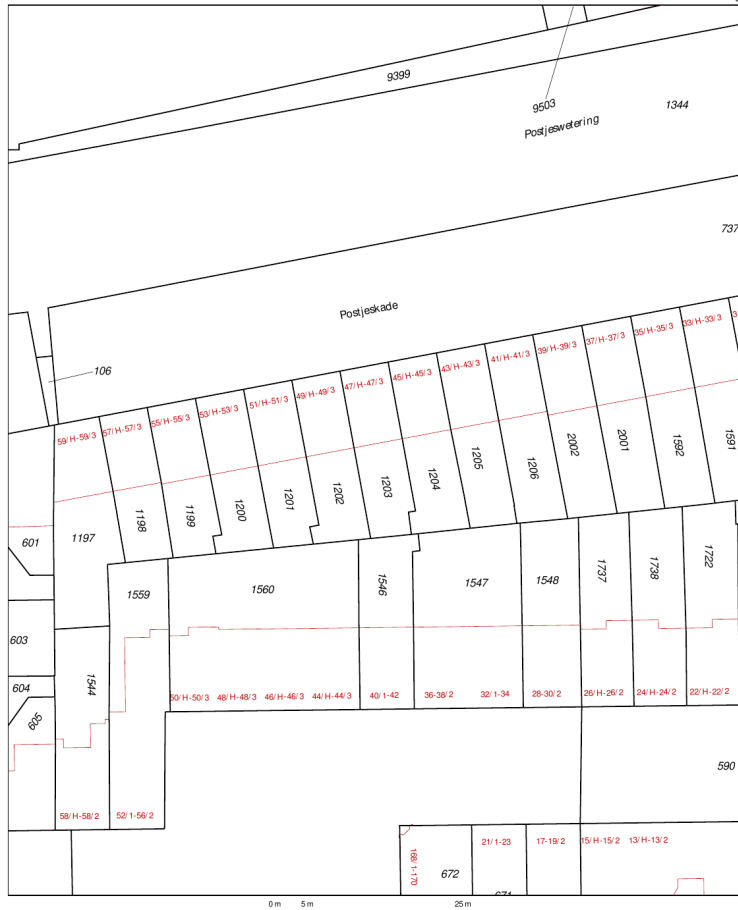 9399
9503
Postjeswetering
1344
737
Postjeskade
106
59/H-59/3
57/H-57/3
55/H-55/3
53/H-53/3
51/H-51/3
49/H-49/3
47/H-47/3
45/H-45/3
43/H-43/3
41/H-41/3
39/H-39/3
37/H-37/3
35/H-35/3
33/H-33/3
3
601
1197
1198
1199
1200
1201
1202
1203
1204
1205
1206
2002
2001
1592
1591
603
604
605
1544
1559
1560
1546
1547
1548
1737
1738
1722
50/H-50/3
48/H-48/3
46/H-46/3
44/H-44/3
40/1-42
36-38/2
32/1-34
28-30/2
26/H-26/2
24/H-24/2
22/H-22/2
590
58/H-58/2
52/1-56/2
168/1-170
672
21/1-23
671
17-19/2
15/H-15/2
13/H-13/2
0 m 5 m 25 m